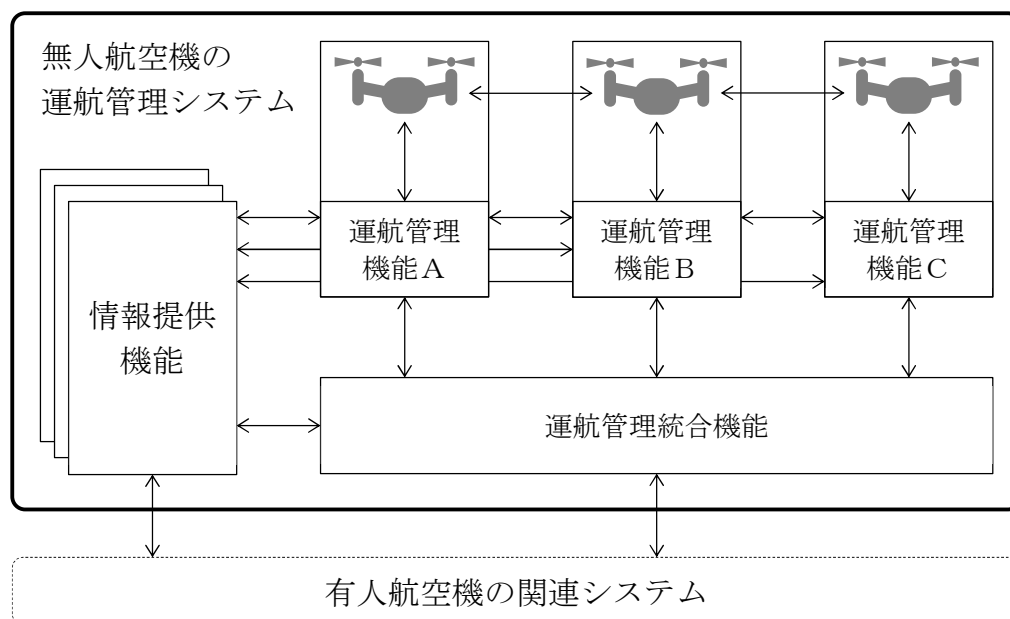 無人航空機の
運航管理システム
運航管理
機能A
運航管理
機能B
運航管理
機能C
情報提供
機能
運航管理統合機能
有人航空機の関連システム